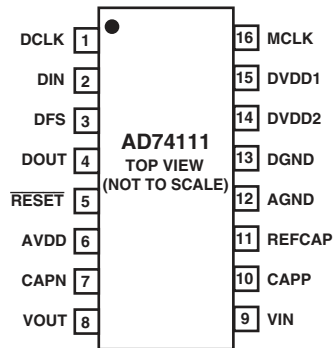 DCLK 1
DIN 2
DFS 3
DOUT 4
RESET 5
AVDD 6
CAPN 7
VOUT 8
AD74111
TOP VIEW
(NOT TO SCALE)
16 MCLK
15 DVDD1
14 DVDD2
13 DGND
12 AGND
11 REFCAP
10 CAPP
9 VIN